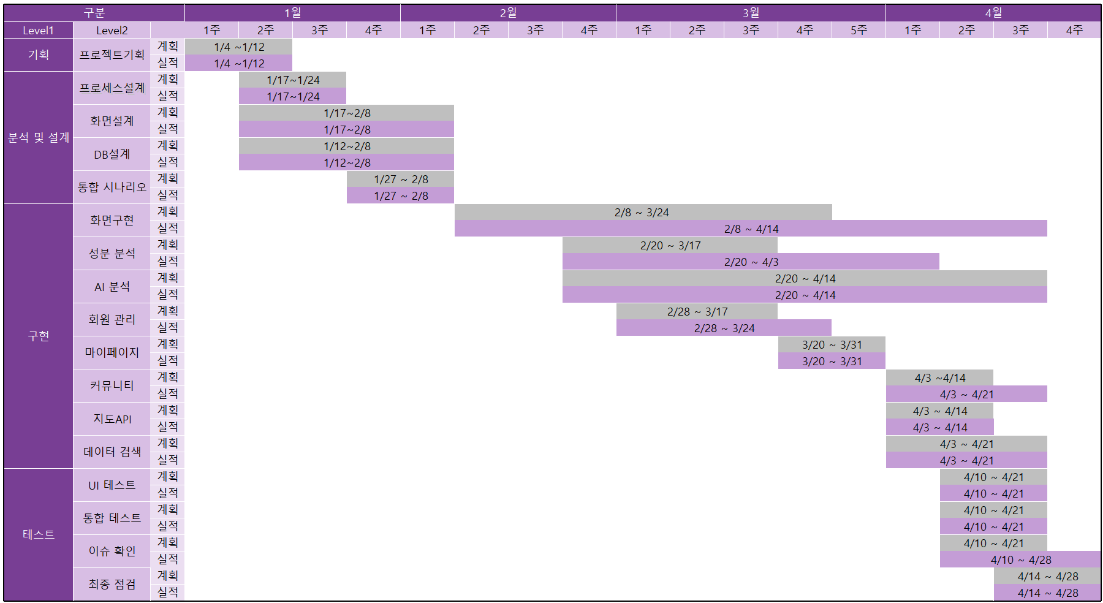 구분 1월 2월 3월 4월
Level1 Level2 1주 2주 3주 4주 1주 2주 3주 4주 1주 2주 3주 4주 5주 1주 2주 3주 4주
기획 프로젝트기획 계획 1/4 ~1/12
실적 1/4 ~1/12
분석 및 설계 프로세스설계 계획 1/17~1/24
실적 1/17~1/24
화면설계 계획 1/17~2/8
실적 1/17~2/8
DB설계 계획 1/12~2/8
실적 1/12~2/8
통합 시나리오 계획 1/27 ~ 2/8
실적 1/27 ~ 2/8
구현 화면구현 계획 2/8 ~ 3/24
실적 2/8 ~ 4/14
성분 분석 계획 2/20 ~ 3/17
실적 2/20 ~ 4/3
AI 분석 계획 2/20 ~ 4/14
실적 2/20 ~ 4/14
회원 관리 계획 2/28 ~ 3/17
실적 2/28 ~ 3/24
마이페이지 계획 3/20 ~ 3/31
실적 3/20 ~ 3/31
커뮤니티 계획 4/3 ~4/14
실적 4/3 ~ 4/21
지도API 계획 4/3 ~ 4/14
실적 4/3 ~ 4/14
데이터 검색 계획 4/3 ~ 4/21
실적 4/3 ~ 4/21
테스트 UI 테스트 계획 4/10 ~ 4/21
실적 4/10 ~ 4/21
통합 테스트 계획 4/10 ~ 4/21
실적 4/10 ~ 4/21
이슈 확인 계획 4/10 ~ 4/21
실적 4/10 ~ 4/28
최종 점검 계획 4/14 ~ 4/28
실적 4/14 ~ 4/28